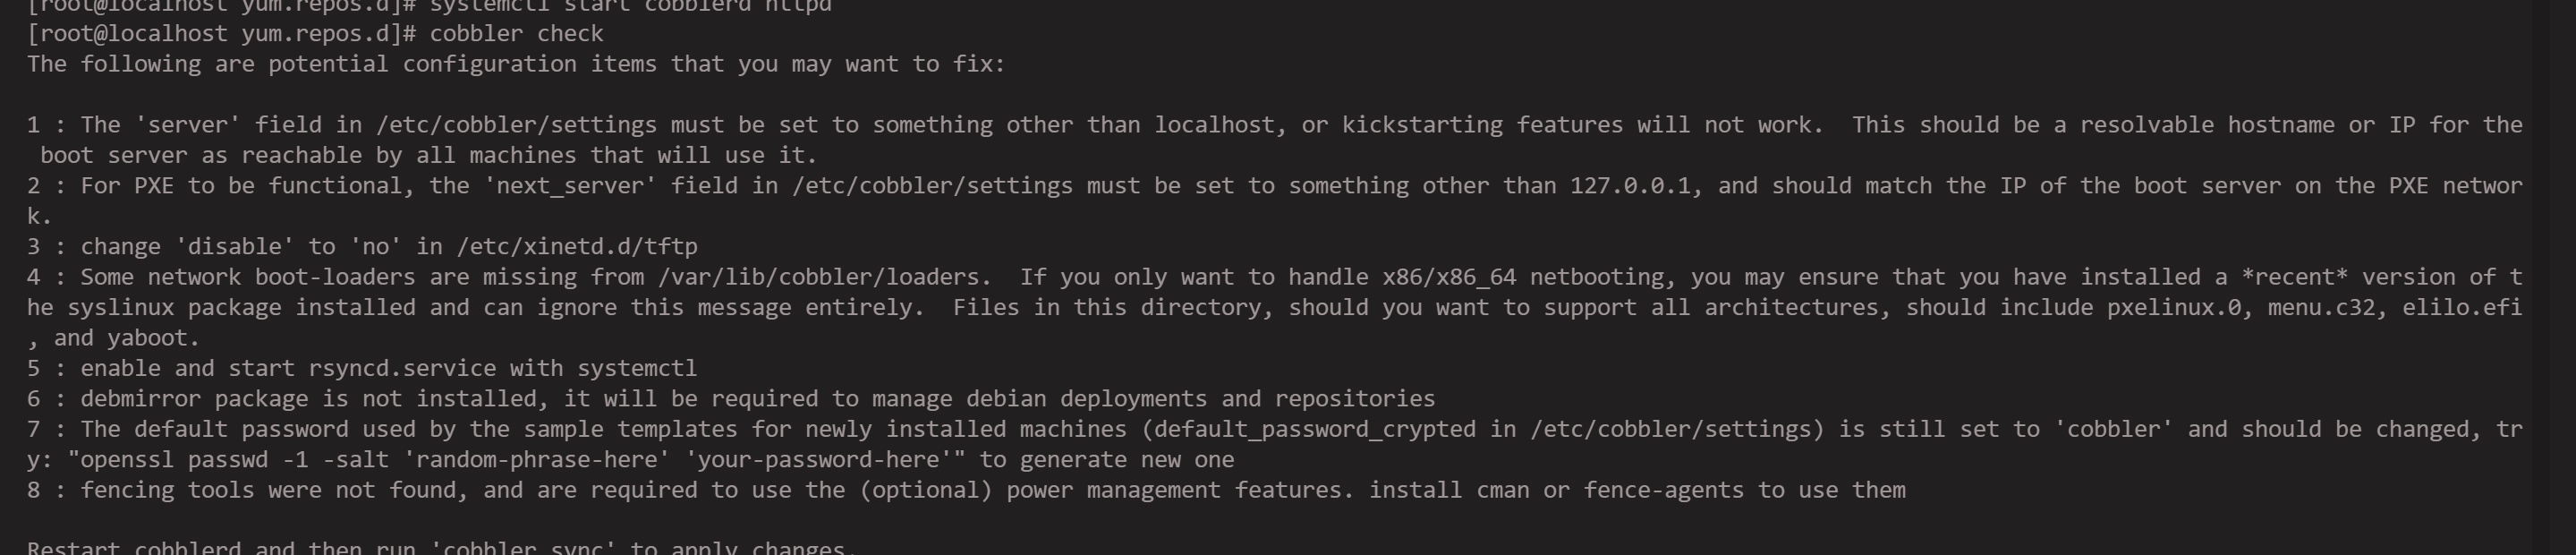 [root@localhost yum.repos.d]# systemctl start cobblerd httpd
[root@localhost yum.repos.d]# cobbler check
The following are potential configuration items that you may want to fix:
1 : The 'server' field in /etc/cobbler/settings must be set to something other than localhost, or kickstarting features will not work.  This should be a resolvable hostname or IP for the
 boot server as reachable by all machines that will use it.
2 : For PXE to be functional, the 'next_server' field in /etc/cobbler/settings must be set to something other than 127.0.0.1, and should match the IP of the boot server on the PXE networ
k.
3 : change 'disable' to 'no' in /etc/xinetd.d/tftp
4 : Some network boot-loaders are missing from /var/lib/cobbler/loaders.  If you only want to handle x86/x86_64 netbooting, you may ensure that you have installed a *recent* version of t
he syslinux package installed and can ignore this message entirely.  Files in this directory, should you want to support all architectures, should include pxelinux.0, menu.c32, elilo.efi
, and yaboot.
5 : enable and start rsyncd.service with systemctl
6 : debmirror package is not installed, it will be required to manage debian deployments and repositories
7 : The default password used by the sample templates for newly installed machines (default_password_crypted in /etc/cobbler/settings) is still set to 'cobbler' and should be changed, tr
y: "openssl passwd -1 -salt 'random-phrase-here' 'your-password-here'" to generate new one
8 : fencing tools were not found, and are required to use the (optional) power management features. install cman or fence-agents to use them
Restart cobblerd and then run 'cobbler sync' to apply changes.